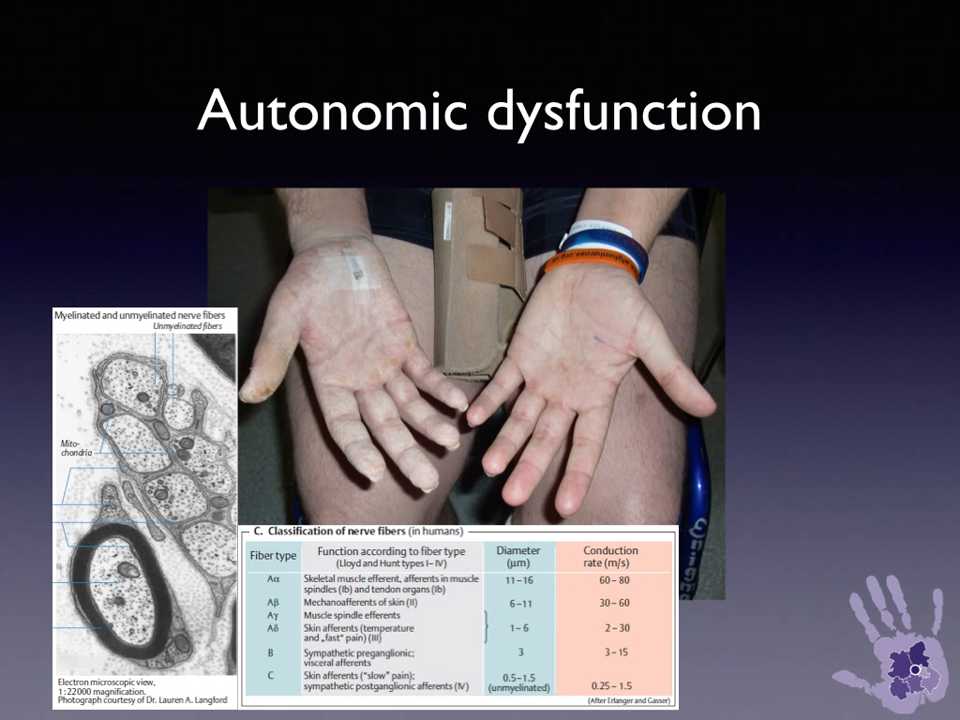 Autonomic dysfunction
Myelinated and unmyelinated nerve fibers
Unmyelinated fibers
Mito-
chondria
Electron microscopic view,
1:22000 magnification.
Photograph courtesy of Dr. Lauren A. Langford
C. Classification of nerve fibers (in humans)
Fiber type
Function according to fiber type
(Lloyd and Hunt types I–IV)
Diameter
(µm)
Conduction
rate (m/s)
Aα
Skeletal muscle efferent, afferents in muscle
spindles (Ib) and tendon organs (Ib)
11–16
60–80
Aβ
Mechanoafferents of skin (II)
6–11
30–60
Aγ
Muscle spindle efferents
Aδ
Skin afferents (temperature
and „fast” pain) (III)
1–6
2–30
B
Sympathetic preganglionic;
visceral afferents
3
3–15
C
Skin afferents (“slow” pain);
sympathetic postganglionic afferents (IV)
0.5–1.5
(unmyelinated)
0.25–1.5
(After Erlanger and Gasser)